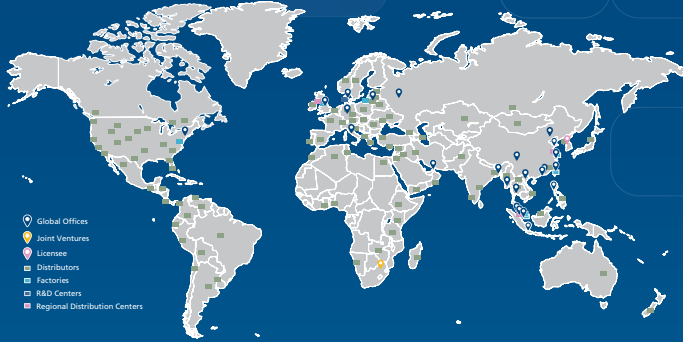 Global Offices
Joint Ventures
Licensee
Distributors
Factories
R&D Centers
Regional Distribution Centers